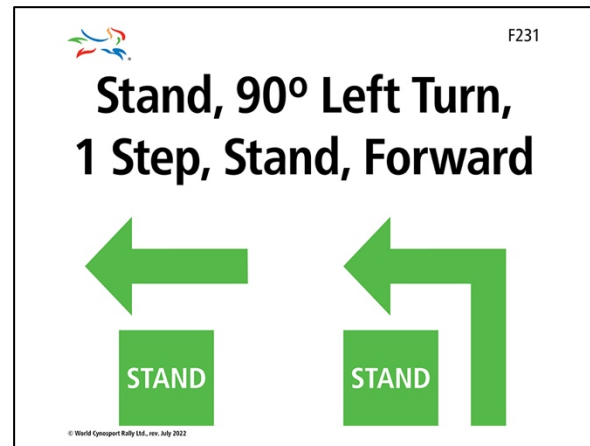 F231
Stand, 90º Left Turn,
1 Step, Stand, Forward
STAND STAND
© World Cynosport Rally Ltd., rev. July 2022